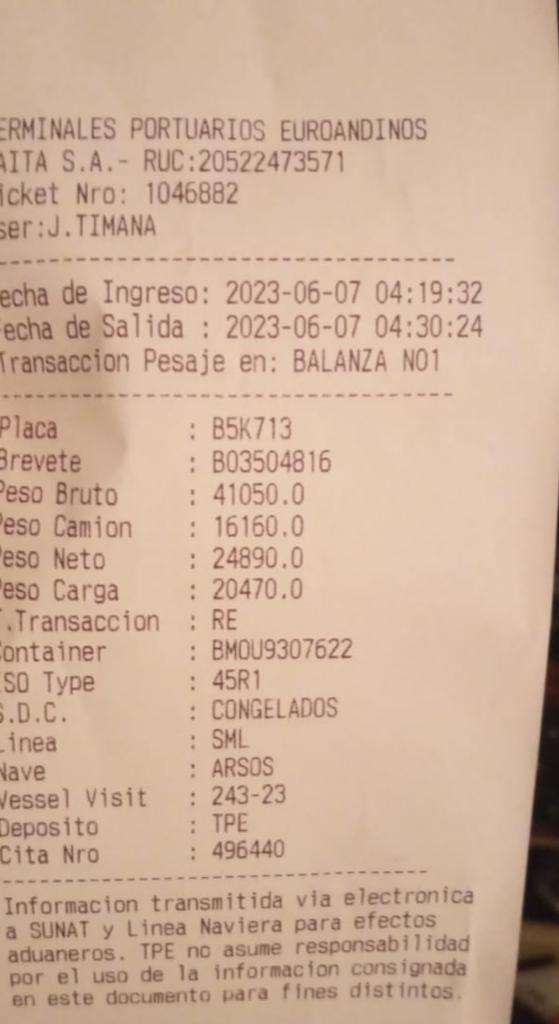 ERMINALES PORTUARIOS EUROANDINOS
AITA S.A.- RUC:20522473571
icket Nro: 1046882
ser:J.TIMANA
echa de Ingreso: 2023-06-07 04:19:32
echa de Salida : 2023-06-07 04:30:24
Transaccion Pesaje en: BALANZA NO1
Placa : B5K713
Brevete : B03504816
Peso Bruto : 41050.0
Peso Camion : 16160.0
Peso Neto : 24890.0
Peso Carga : 20470.0
.Transaccion : RE
ontainer : BMOU9307622
SO Type : 45R1
S.D.C. : CONGELADOS
inea : SML
Nave : ARSOS
Vessel Visit : 243-23
Deposito : TPE
Cita Nro : 496440
Informacion transmitida via electronica
a SUNAT y Linea Naviera para efectos
aduaneros. TPE no asume responsabilidad
por el uso de la informacion consignada
en este documento para fines distintos.